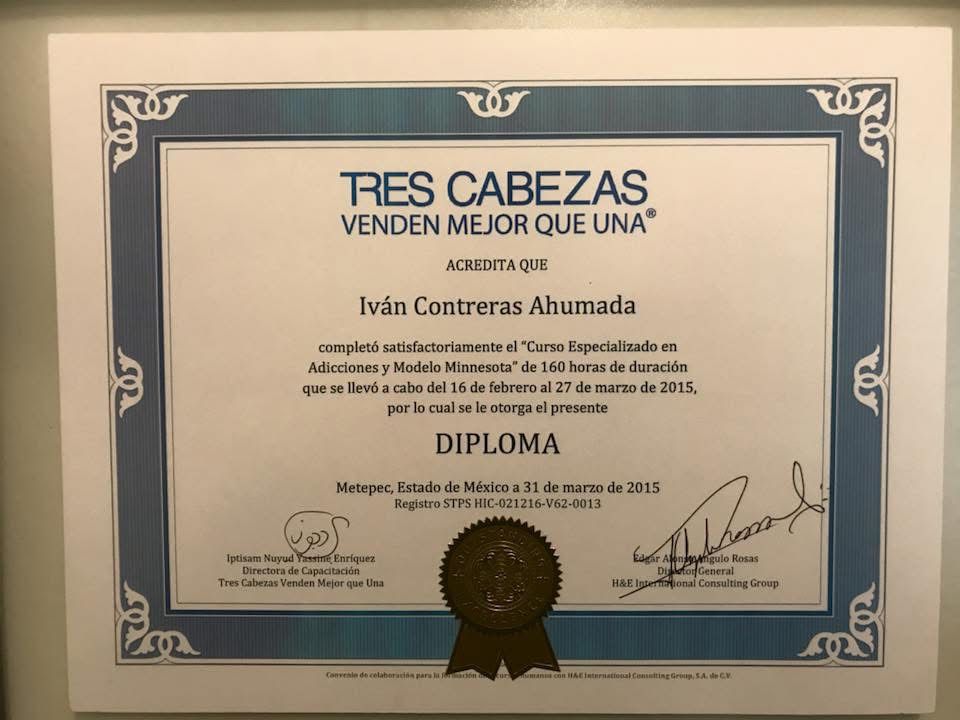 TRES CABEZAS
VENDEN MEJOR QUE UNA®
ACREDITA QUE
Iván Contreras Ahumada
completó satisfactoriamente el “Curso Especializado en
Adicciones y Modelo Minnesota” de 160 horas de duración
que se llevó a cabo del 16 de febrero al 27 de marzo de 2015,
por lo cual se le otorga el presente
DIPLOMA
Metepec, Estado de México a 31 de marzo de 2015
Registro STPS HIC-021216-V62-0013
Iptisam Nuyud Yassine Enríquez
Directora de Capacitación
Tres Cabezas Venden Mejor que Una
Edgar Alonso Angulo Rosas
Director General
H&E International Consulting Group
Convenio de colaboración para la formación de humanos con H&E International Consulting Group, S.A. de C.V.